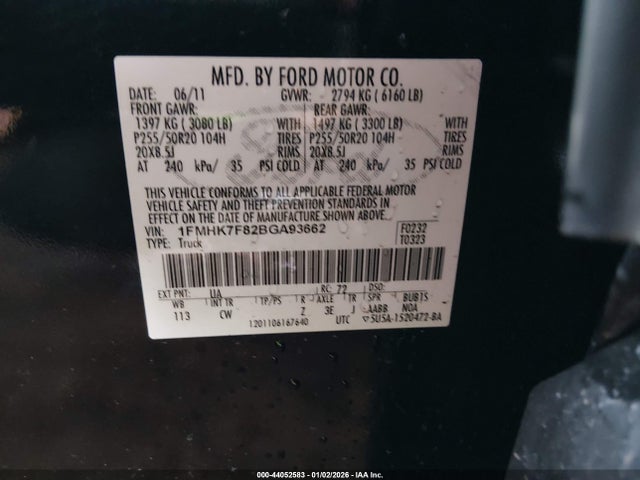 MFD. BY FORD MOTOR CO.
DATE: 06/11 GVWR: 2794 KG ( 6160 LB)
FRONT GAWR: REAR GAWR:
1397 KG ( 3080 LB) WITH 1497 KG ( 3300 LB) WITH
P255/50R20 104H TIRES P255/50R20 104H TIRES
20X8.5J RIMS 20X8.5J RIMS
AT 240 kPa/ 35 PSI COLD AT 240 kPa/ 35 PSI COLD
THIS VEHICLE CONFORMS TO ALL APPLICABLE FEDERAL MOTOR
VEHICLE SAFETY AND THEFT PREVENTION STANDARDS IN
EFFECT ON THE DATE OF MANUFACTURE SHOWN ABOVE.
VIN: 1FMHK7F82BGA93662 F0232
TYPE: Truck T0323
EXT PNT: UA RC: 72 DSO:
WB INT TR TP/PS R AXLE TR SPR BUBTS
113 CW Z 3E J AABB N0A
1201106167640 UTC 5U5A-1520472-BA
000-44052583 - 01/02/2026 - IAA Inc.